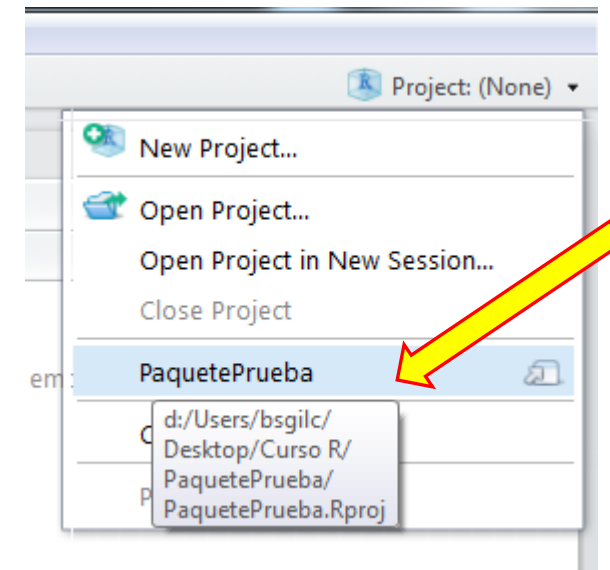 Project: (None)
New Project...
Open Project...
Open Project in New Session...
Close Project
em
PaquetePrueba
d:/Users/bsgilc/
Desktop/Curso R/
PaquetePrueba/
PaquetePrueba.Rproj